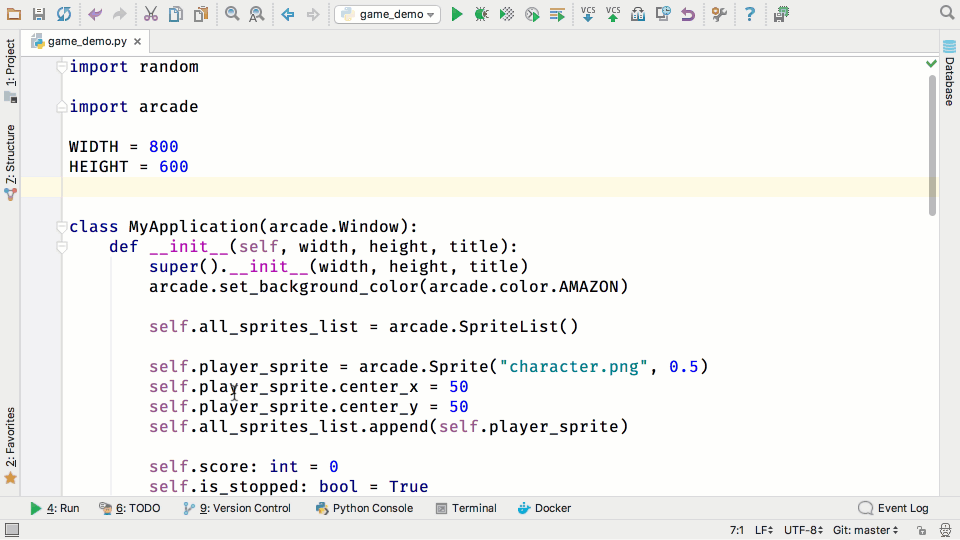 game_demo
game_demo.py
1: Project
Z: Structure
2: Favorites
Database
import random
import arcade
WIDTH = 800
HEIGHT = 600
class MyApplication(arcade.Window):
def __init__(self, width, height, title):
super().__init__(width, height, title)
arcade.set_background_color(arcade.color.AMAZON)
self.all_sprites_list = arcade.SpriteList()
self.player_sprite = arcade.Sprite("character.png", 0.5)
self.player_sprite.center_x = 50
self.player_sprite.center_y = 50
self.all_sprites_list.append(self.player_sprite)
self.score: int = 0
self.is_stopped: bool = True
4: Run 6: TODO 9: Version Control Python Console Terminal Docker Event Log
7:1 LF UTF-8 Git: master
VCS
VCS